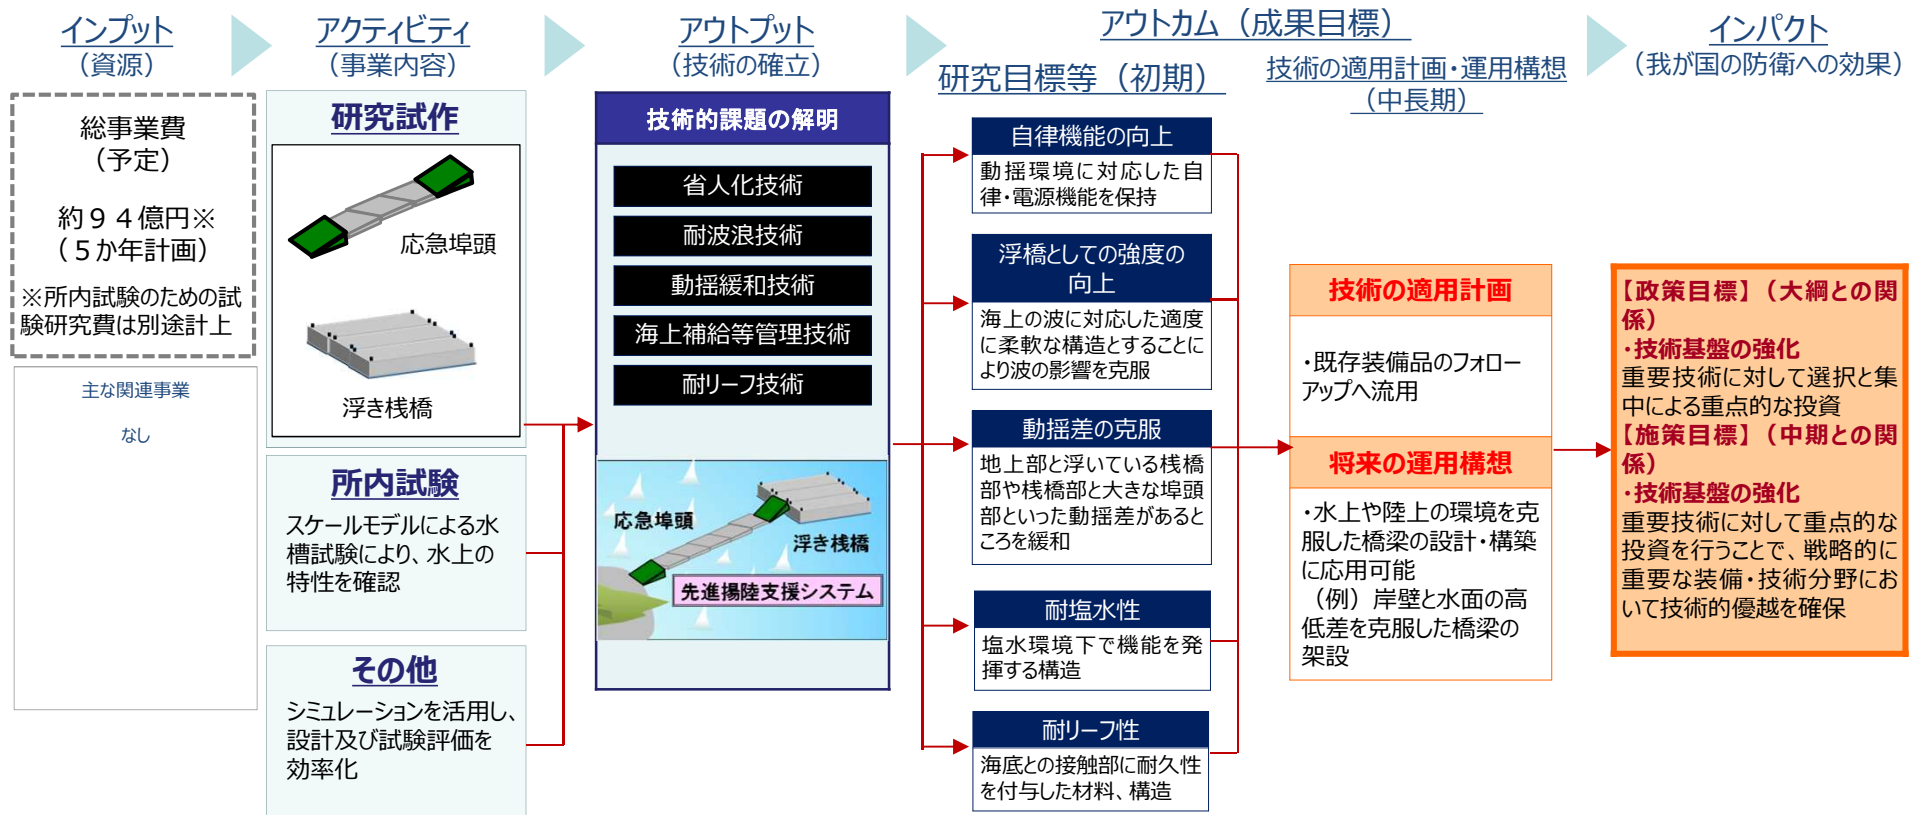 インプット
（資源）
アクティビティ
（事業内容）
アウトプット
（技術の確立）
アウトカム（成果目標）
研究目標等（初期）
技術の適用計画・運用構想
（中長期）
インパクト
（我が国の防衛への効果）
総事業費
（予定）
約９４億円※
（５か年計画）
※所内試験のための試
験研究費は別途計上
主な関連事業
なし
研究試作
応急埠頭
浮き桟橋
所内試験
スケールモデルによる水
槽試験により、水上の
特性を確認
その他
シミュレーションを活用し、
設計及び試験評価を
効率化
技術的課題の解明
省人化技術
耐波浪技術
動揺緩和技術
海上補給等管理技術
耐リーフ技術
応急埠頭
浮き桟橋
先進揚陸支援システム
自律機能の向上
動揺環境に対応した自
律・電源機能を保持
浮橋としての強度の
向上
海上の波に対応した適度
に柔軟な構造とすることに
より波の影響を克服
動揺差の克服
地上部と浮いている桟橋
部や桟橋部と大きな埠頭
部といった動揺差があると
ころを緩和
耐塩水性
塩水環境下で機能を発
揮する構造
耐リーフ性
海底との接触部に耐久性
を付与した材料、構造
技術の適用計画
・既存装備品のフォロー
アップへ流用
将来の運用構想
・水上や陸上の環境を克
服した橋梁の設計・構築
に応用可能
（例）岸壁と水面の高
低差を克服した橋梁の
架設
【政策目標】（大綱との関
係）
・技術基盤の強化
重要技術に対して選択と集
中による重点的な投資
【施策目標】（中期との関
係）
・技術基盤の強化
重要技術に対して重点的な
投資を行うことで、戦略的に
重要な装備・技術分野にお
いて技術的優越を確保